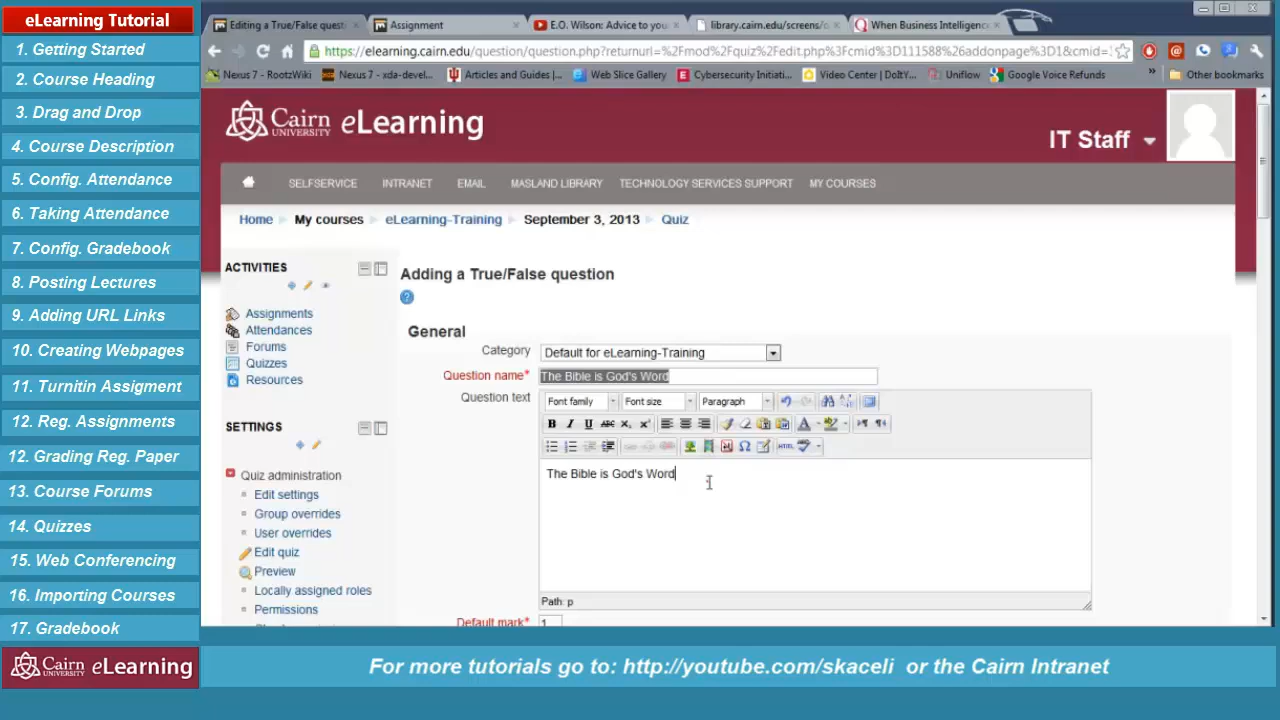 eLearning Tutorial
1. Getting Started
2. Course Heading
3. Drag and Drop
4. Course Description
5. Config. Attendance
6. Taking Attendance
7. Config. Gradebook
8. Posting Lectures
9. Adding URL Links
10. Creating Webpages
11. Turnitin Assigment
12. Reg. Assignments
12. Grading Reg. Paper
13. Course Forums
14. Quizzes
15. Web Conferencing
16. Importing Courses
17. Gradebook
Cairn UNIVERSITY eLearning
Editing a True/False quest
Assignment
E.O. Wilson: Advice to you
library.cairn.edu/screens/
When Business Intelligenc
https://elearning.cairn.edu/question/question.php?returnurl=%2Fmod%2Fquiz%2Fedit.php%3Fcmid%3D111588%26addonpage%3D1&cmid=
Nexus 7 - RootzWiki
Nexus 7 - xda-devel...
Articles and Guides |...
Web Slice Gallery
Cybersecurity Initiati...
Video Center | DoItY...
Uniflow
Google Voice Refunds
»
Other bookmarks
Cairn UNIVERSITY eLearning
IT Staff
SELFSERVICE
INTRANET
EMAIL
MASLAND LIBRARY
TECHNOLOGY SERVICES SUPPORT
MY COURSES
Home
My courses
eLearning-Training
September 3, 2013
Quiz
ACTIVITIES
Assignments
Attendances
Forums
Quizzes
Resources
SETTINGS
Quiz administration
Edit settings
Group overrides
User overrides
Edit quiz
Preview
Locally assigned roles
Permissions
Adding a True/False question
General
Category Default for eLearning-Training
Question name* The Bible is God's Word
Question text
Font family
Font size
Paragraph
B I U ABC
HTML
The Bible is God's Word
Path: p
Default mark* 1
For more tutorials go to: http://youtube.com/skaceli or the Cairn Intranet